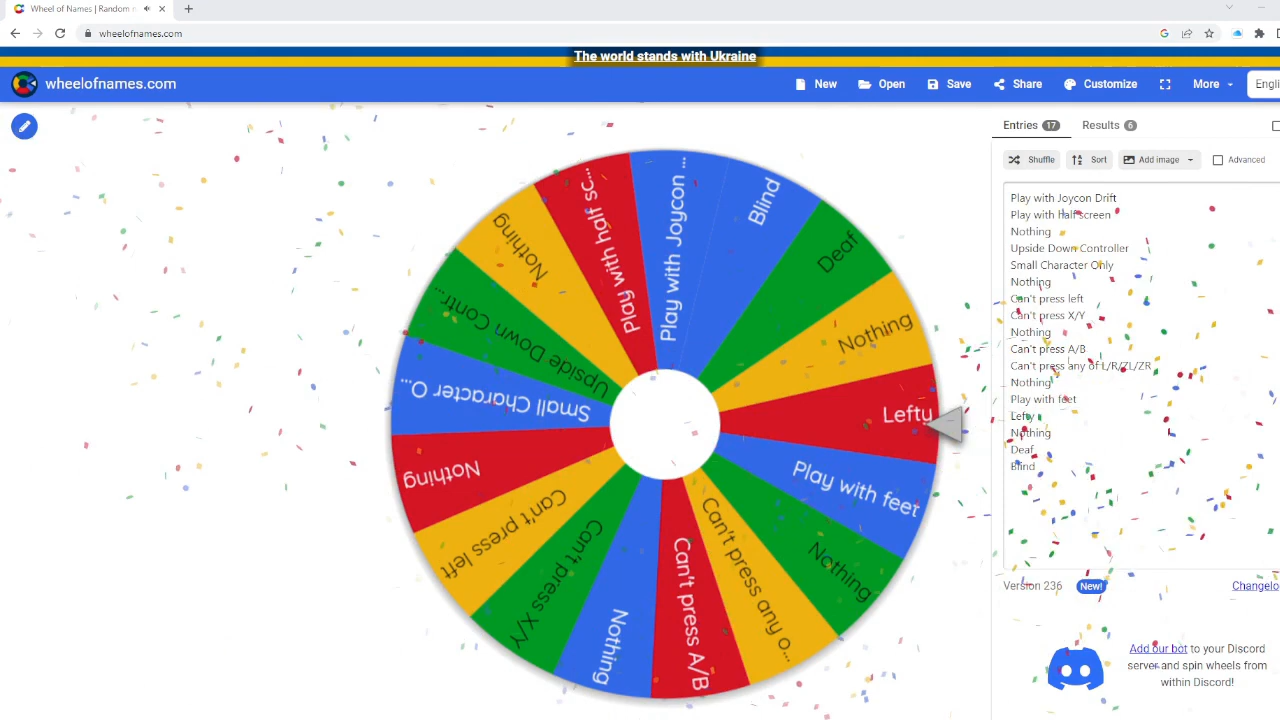 Wheel of Names | Random n
wheelofnames.com
The world stands with Ukraine
wheelofnames.com
New
Open
Save
Share
Customize
More
Engli
Entries 17
Results 6
Shuffle
Sort
Add image
Advanced
Play with Joycon Drift
Play with Half screen
Nothing
Upside Down Controller
Small Character Only
Nothing
Can't press left
Can't press X/Y
Nothing
Can't press A/B
Can't press any of L/R/ZL/ZR
Nothing
Play with feet
Lefty
Nothing
Deaf
Blind
Play with Joycon ...
Blind
Deaf
Nothing
Lefty
Play with feet
Nothing
Can't press any o...
Can't press A/B
Nothing
Can't press X/Y
Can't press left
Nothing
Small Character O...
Upside Down Contr...
Nothing
Play with half sc...
Version 236
New!
Changelo
Add our bot to your Discord
server and spin wheels from
within Discord!